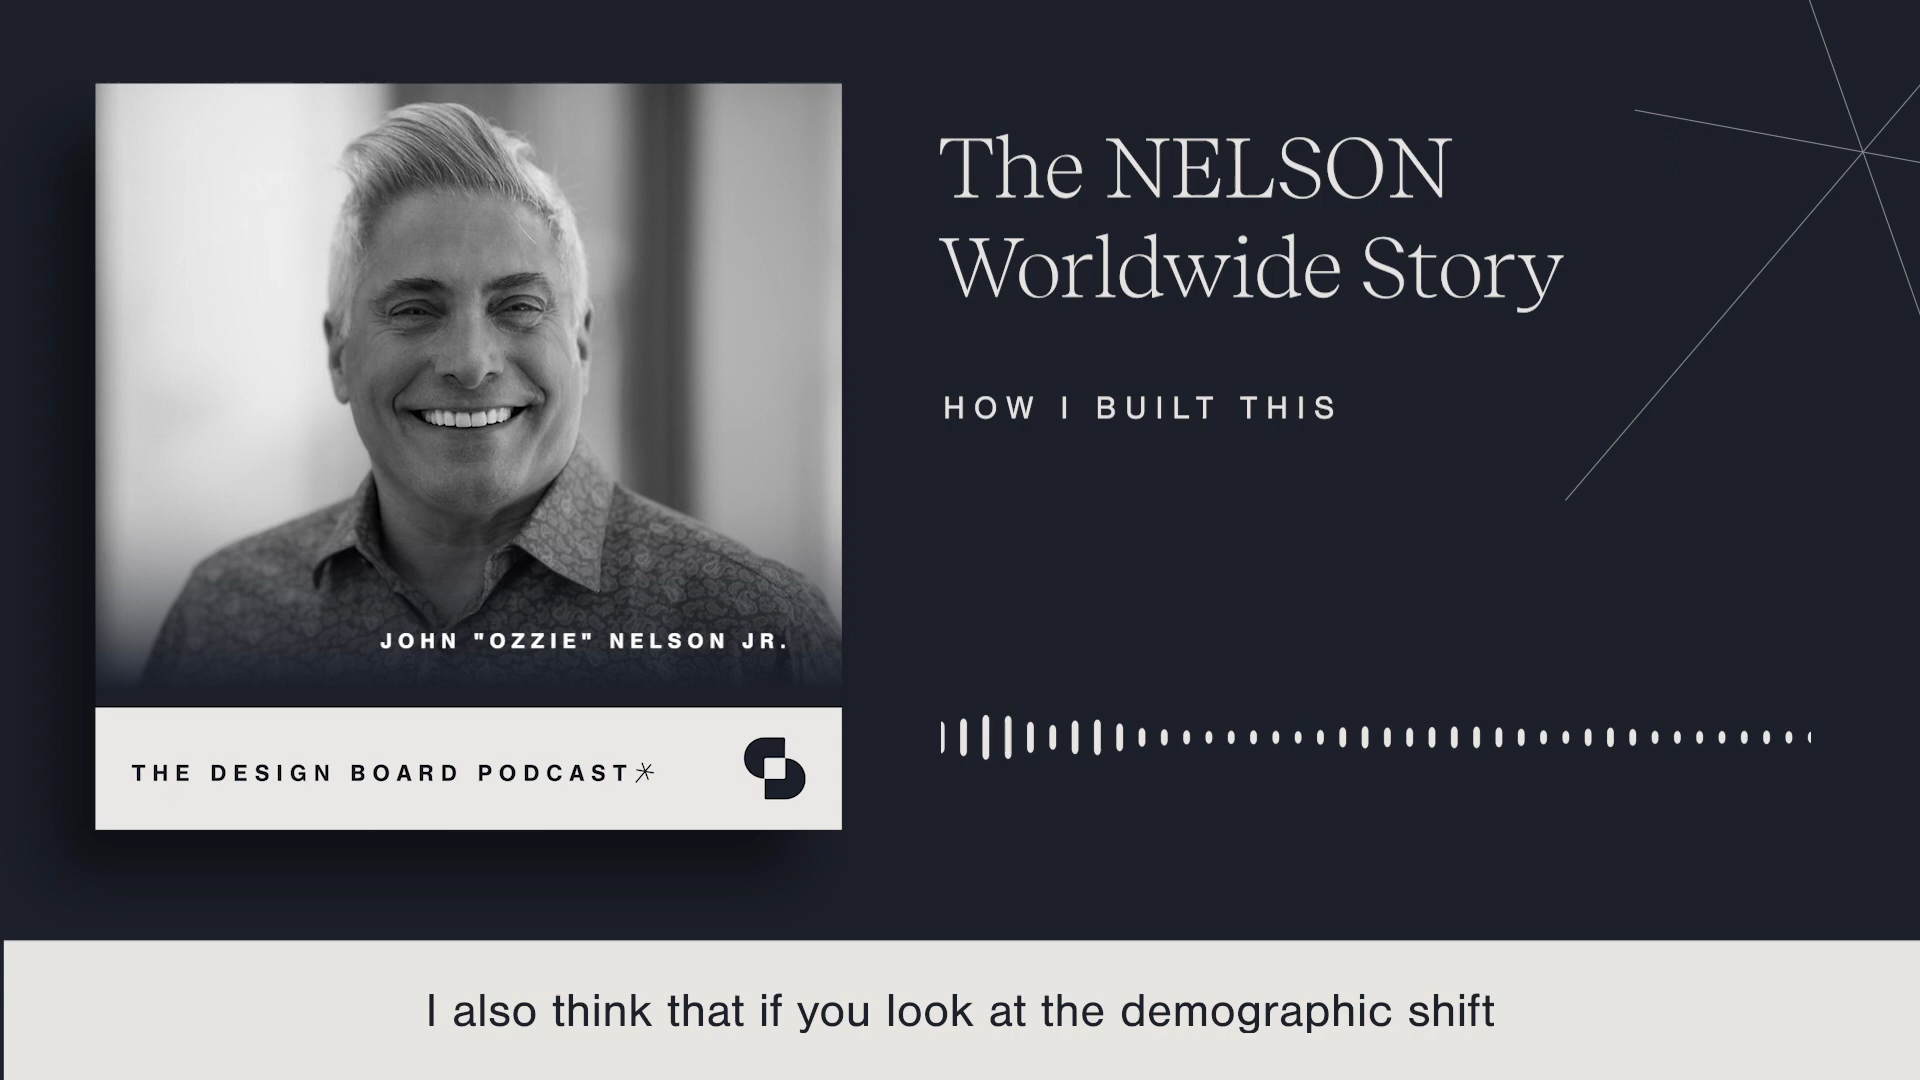 The NELSON
Worldwide Story
HOW I BUILT THIS
JOHN "OZZIE" NELSON JR.
THE DESIGN BOARD PODCAST
I also think that if you look at the demographic shift